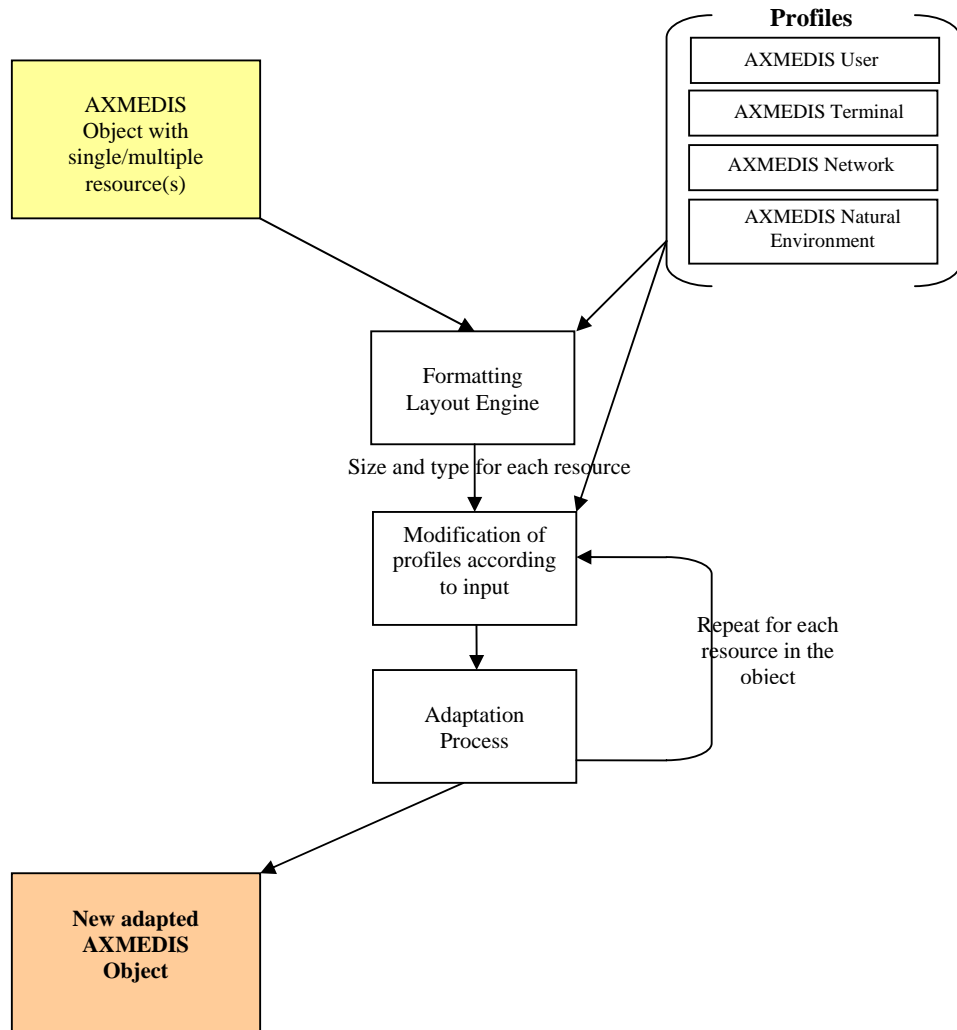 Profiles
AXMEDIS User
AXMEDIS Terminal
AXMEDIS Network
AXMEDIS Natural
Environment
AXMEDIS
Object with
single/multiple
resource(s)
Formatting
Layout Engine
Size and type for each resource
Modification of
profiles according
to input
Repeat for each
resource in the
object
Adaptation
Process
New adapted
AXMEDIS
Object